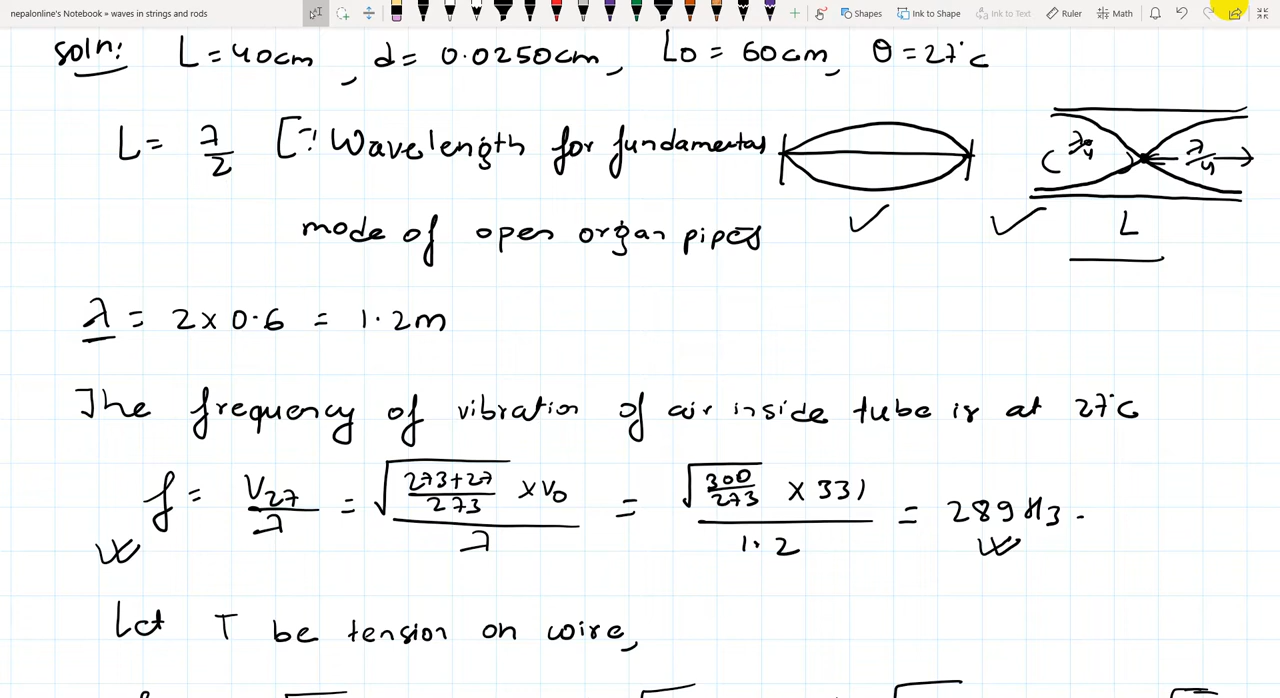 nepalonline's Notebook » waves in strings and rods
Shapes Ink to Shape Ink to Text Ruler Math
soln: L = 40cm, d = 0.0250cm, L0 = 60cm, θ = 27°C
L = λ/2 [∵ Wavelength for fundamental
λ/4 λ/4
mode of open organ pipes
L
λ = 2 x 0.6 = 1.2m
The frequency of vibration of air inside tube is at 27°C
f = V27/λ = √(273+27/273) x V0/λ = √(300/273) x 331/1.2 = 289 Hz.
Let T be tension on wire,